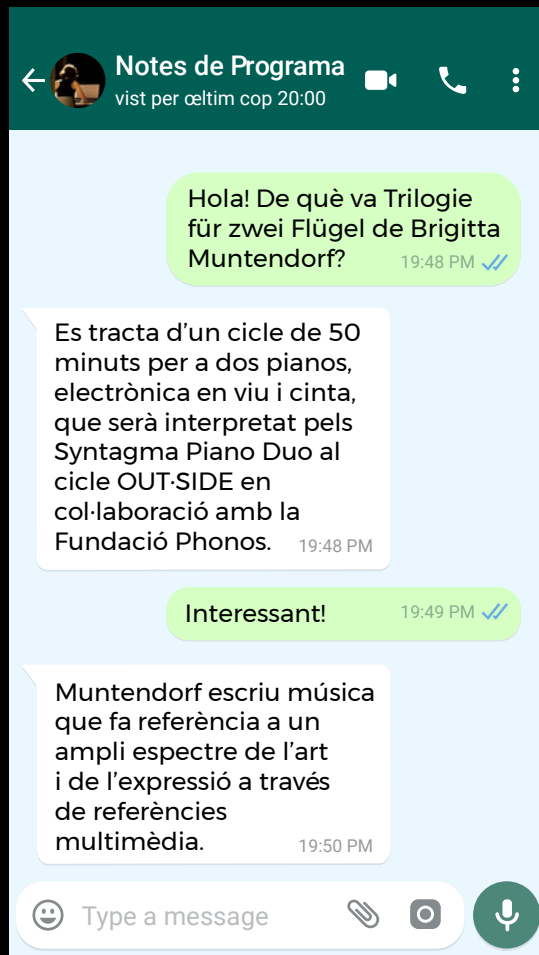 Notes de Programa
vist per œltim cop 20:00
Hola! De què va Trilogie
für zwei Flügel de Brigitta
Muntendorf? 19:48 PM
Es tracta d’un cicle de 50
minuts per a dos pianos,
electrònica en viu i cinta,
que serà interpretat pels
Syntagma Piano Duo al
cicle OUT·SIDE en
col·laboració amb la
Fundació Phonos. 19:48 PM
Interessant! 19:49 PM
Muntendorf escriu música
que fa referència a un
ampli espectre de l’art
i de l’expressió a través
de referències
multimèdia. 19:50 PM
Type a message